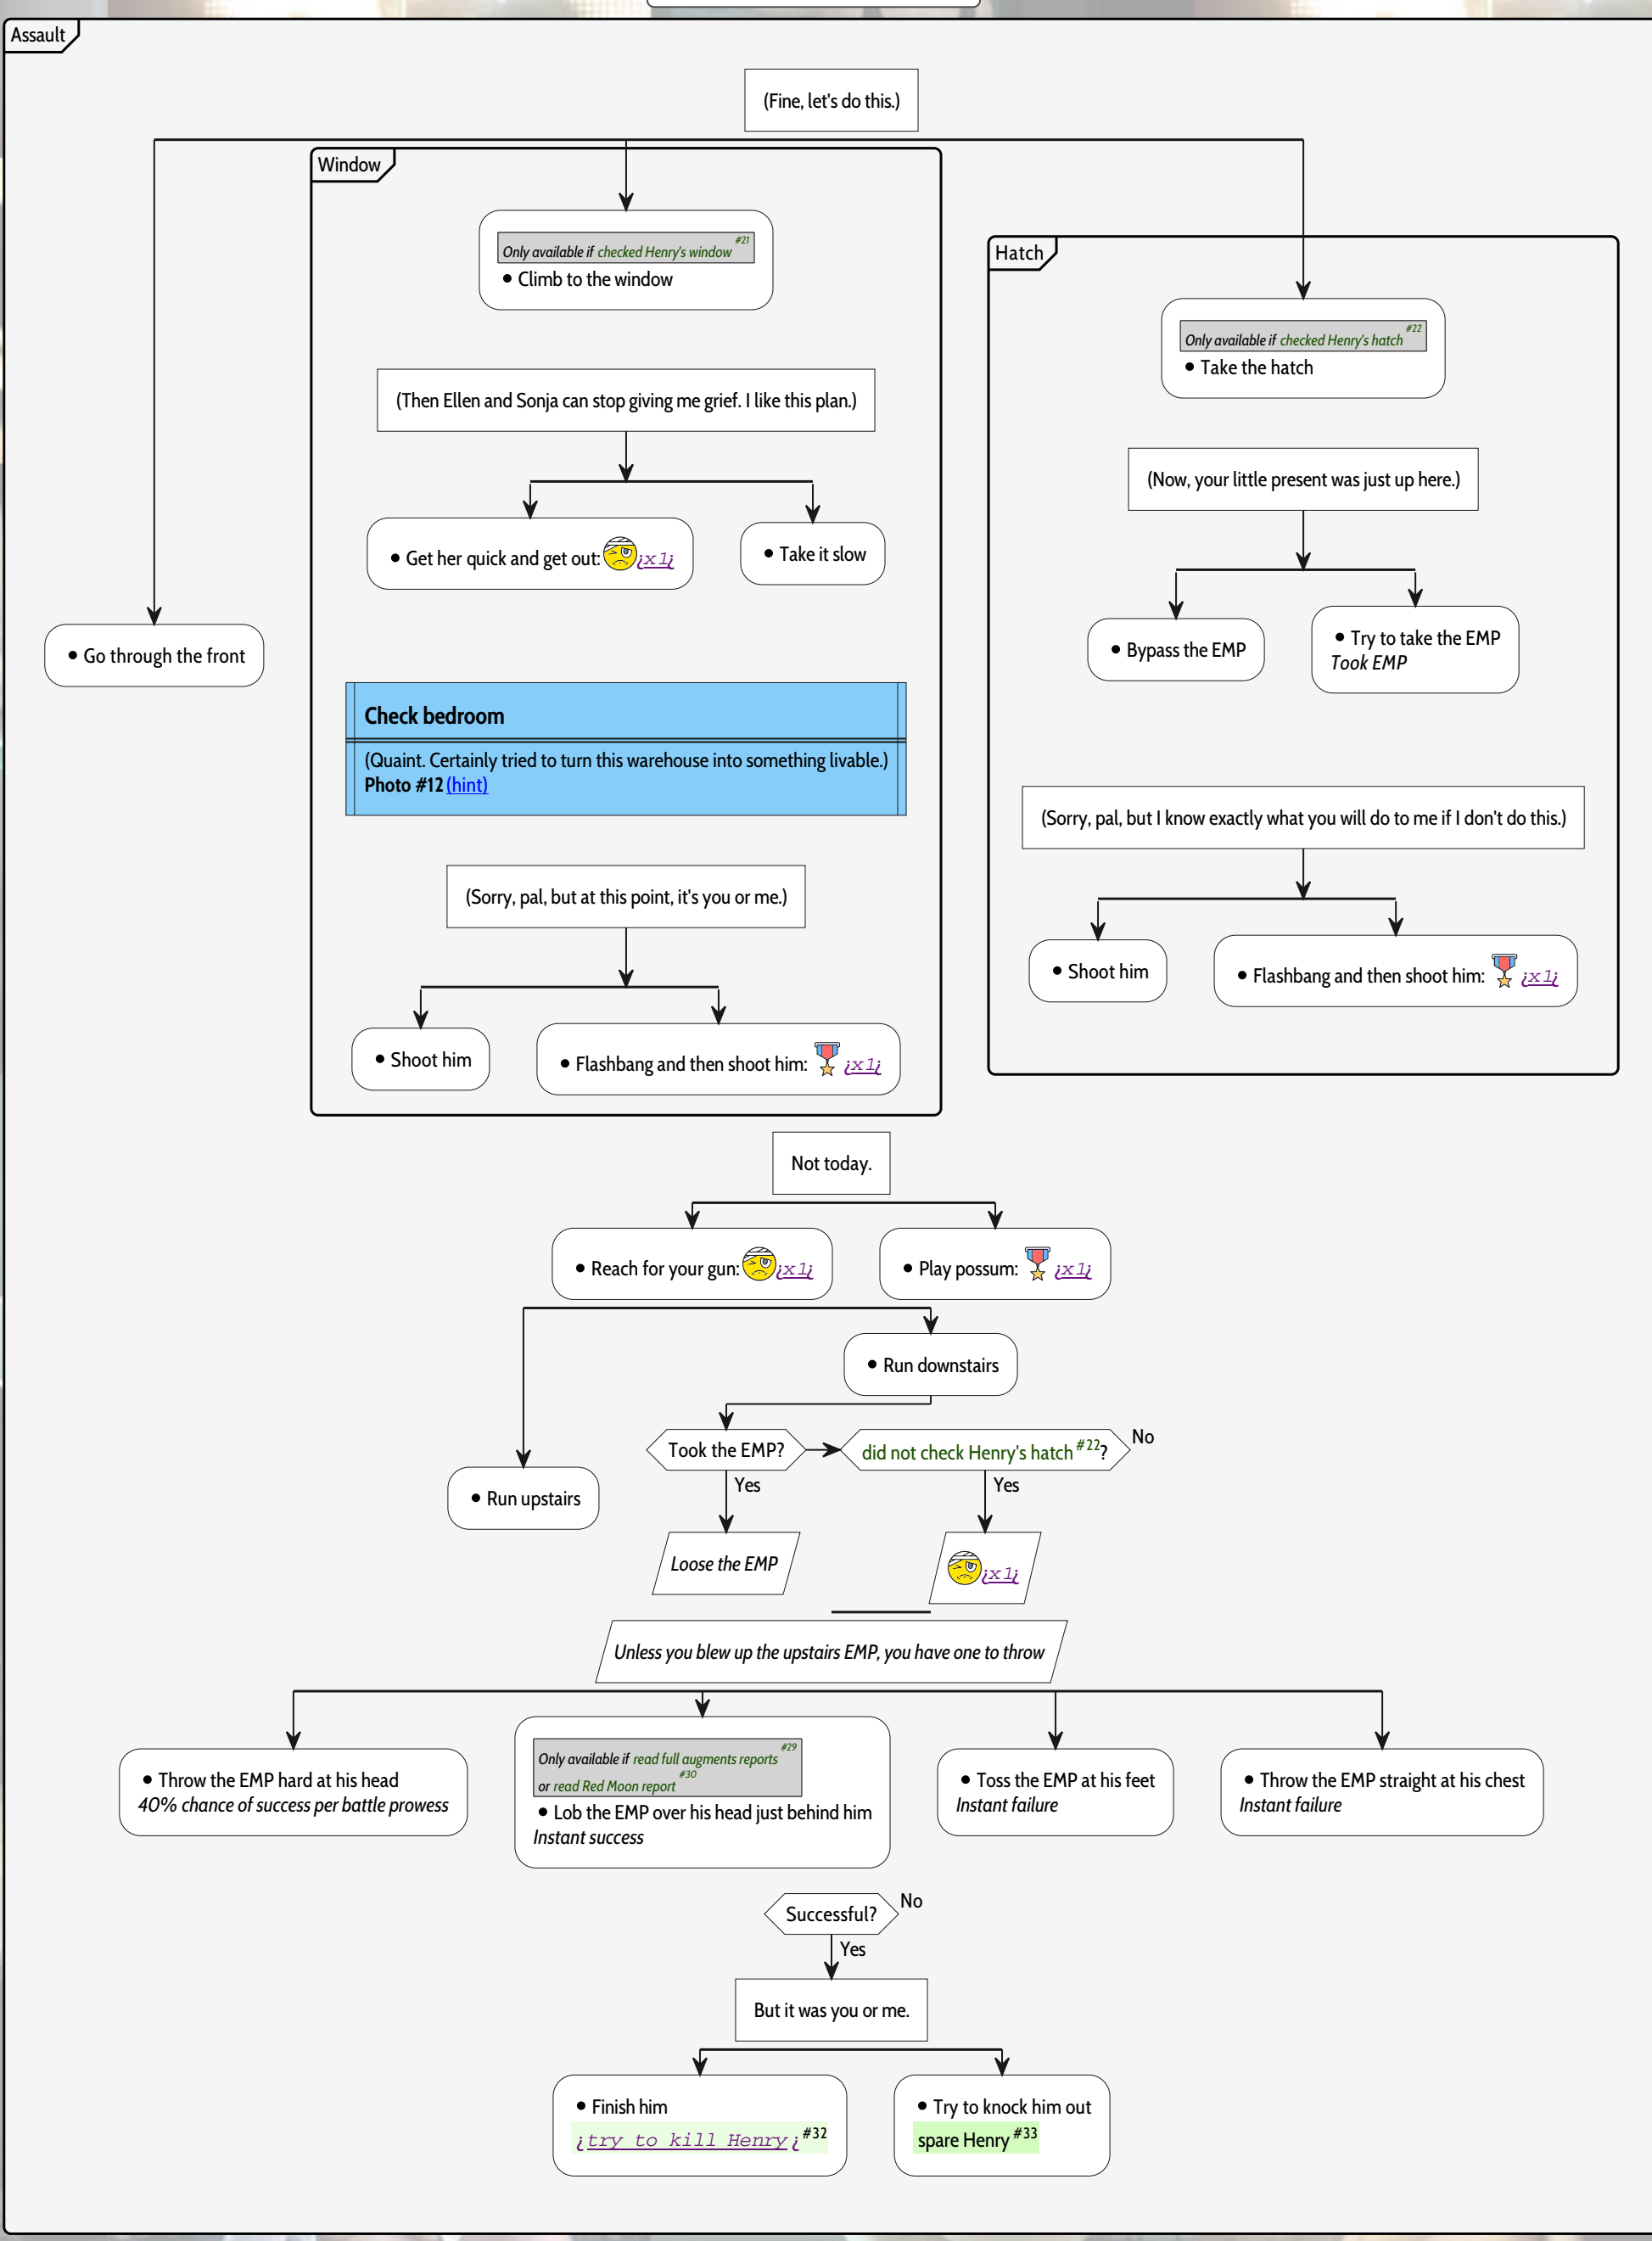 Assault
(Fine, let's do this.)
Window
Only available if checked Henry's window #21
• Climb to the window
(Then Ellen and Sonja can stop giving me grief. I like this plan.)
• Get her quick and get out: ¿x1¿
• Take it slow
Hatch
Only available if checked Henry's hatch #22
• Take the hatch
(Now, your little present was just up here.)
• Bypass the EMP
• Try to take the EMP
Took EMP
• Go through the front
Check bedroom
(Quaint. Certainly tried to turn this warehouse into something livable.)
Photo #12 (hint)
(Sorry, pal, but I know exactly what you will do to me if I don't do this.)
• Shoot him
• Flashbang and then shoot him: ¿x1¿
(Sorry, pal, but at this point, it's you or me.)
• Shoot him
• Flashbang and then shoot him: ¿x1¿
Not today.
• Reach for your gun: ¿x1¿
• Play possum: ¿x1¿
• Run downstairs
• Run upstairs
Took the EMP?
did not check Henry's hatch #22?
No
Yes
Yes
Loose the EMP
¿x1¿
Unless you blew up the upstairs EMP, you have one to throw
• Throw the EMP hard at his head
40% chance of success per battle prowess
Only available if read full augments reports #29
or read Red Moon report #30
• Lob the EMP over his head just behind him
Instant success
• Toss the EMP at his feet
Instant failure
• Throw the EMP straight at his chest
Instant failure
Successful?
No
Yes
But it was you or me.
• Finish him
¿try to kill Henry¿ #32
• Try to knock him out
spare Henry #33